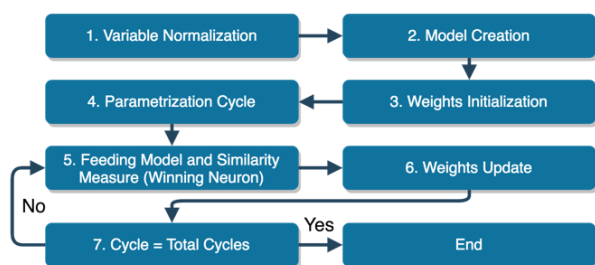 1. Variable Normalization
2. Model Creation
4. Parametrization Cycle
3. Weights Initialization
5. Feeding Model and Similarity
Measure (Winning Neuron)
6. Weights Update
No
7. Cycle = Total Cycles
Yes
End